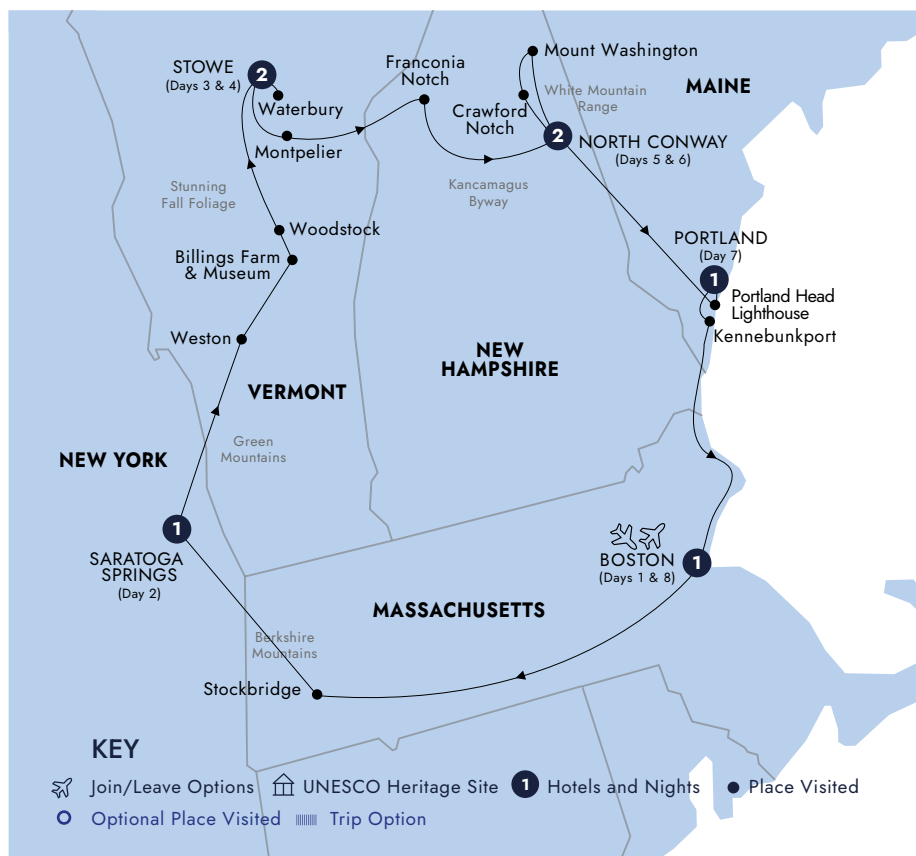 Mount Washington
Franconia
Notch
STOWE
(Days 3 & 4)
2
MAINE
White Mountain
Range
Waterbury
Crawford
Notch
2
NORTH CONWAY
(Days 5 & 6)
Montpelier
Stunning
Fall Foliage
Kancamagus
Byway
Woodstock
PORTLAND
(Day 7)
1
Billings Farm
& Museum
Portland Head
Lighthouse
Kennebunkport
Weston
NEW
HAMPSHIRE
VERMONT
Green
Mountains
NEW YORK
1
SARATOGA
SPRINGS
(Day 2)
BOSTON
(Days 1 & 8)
1
MASSACHUSETTS
Berkshire
Mountains
Stockbridge
KEY
Join/Leave Options
UNESCO Heritage Site
1 Hotels and Nights
Place Visited
Optional Place Visited
Trip Option